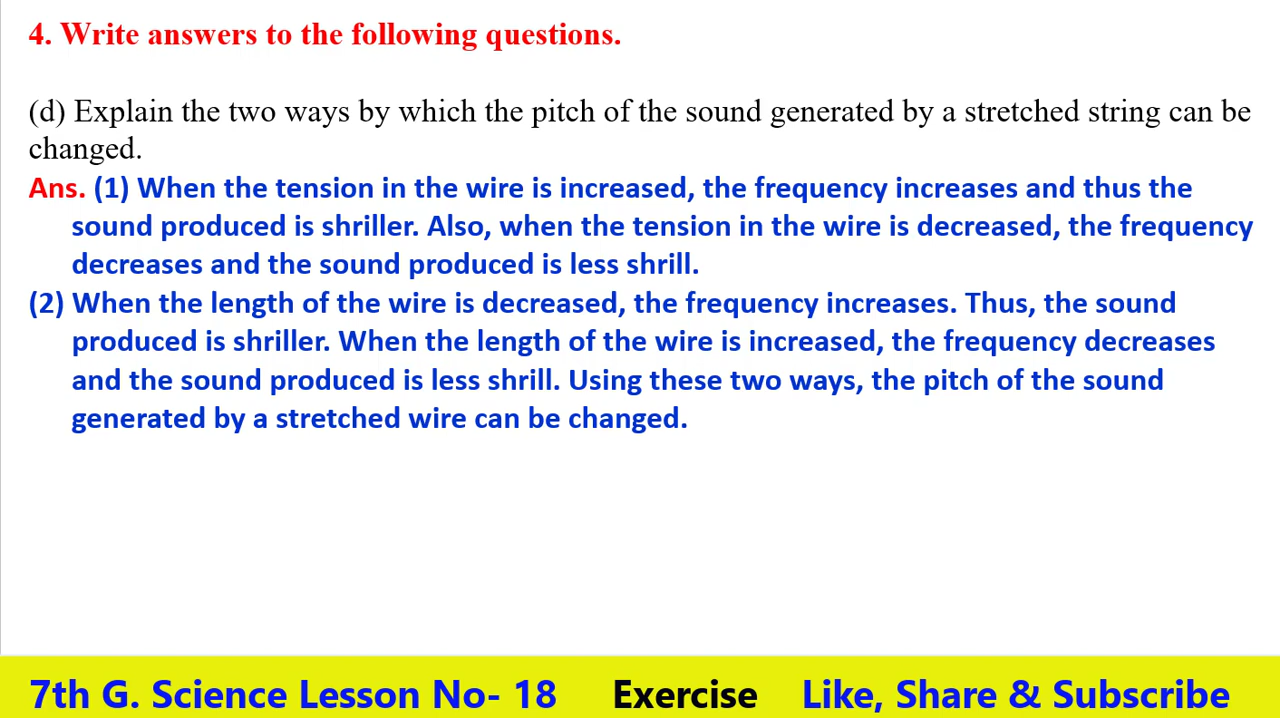 4. Write answers to the following questions.
(d) Explain the two ways by which the pitch of the sound generated by a stretched string can be
changed.
Ans. (1) When the tension in the wire is increased, the frequency increases and thus the
sound produced is shriller. Also, when the tension in the wire is decreased, the frequency
decreases and the sound produced is less shrill.
(2) When the length of the wire is decreased, the frequency increases. Thus, the sound
produced is shriller. When the length of the wire is increased, the frequency decreases
and the sound produced is less shrill. Using these two ways, the pitch of the sound
generated by a stretched wire can be changed.
7th G. Science Lesson No- 18 Exercise Like, Share & Subscribe